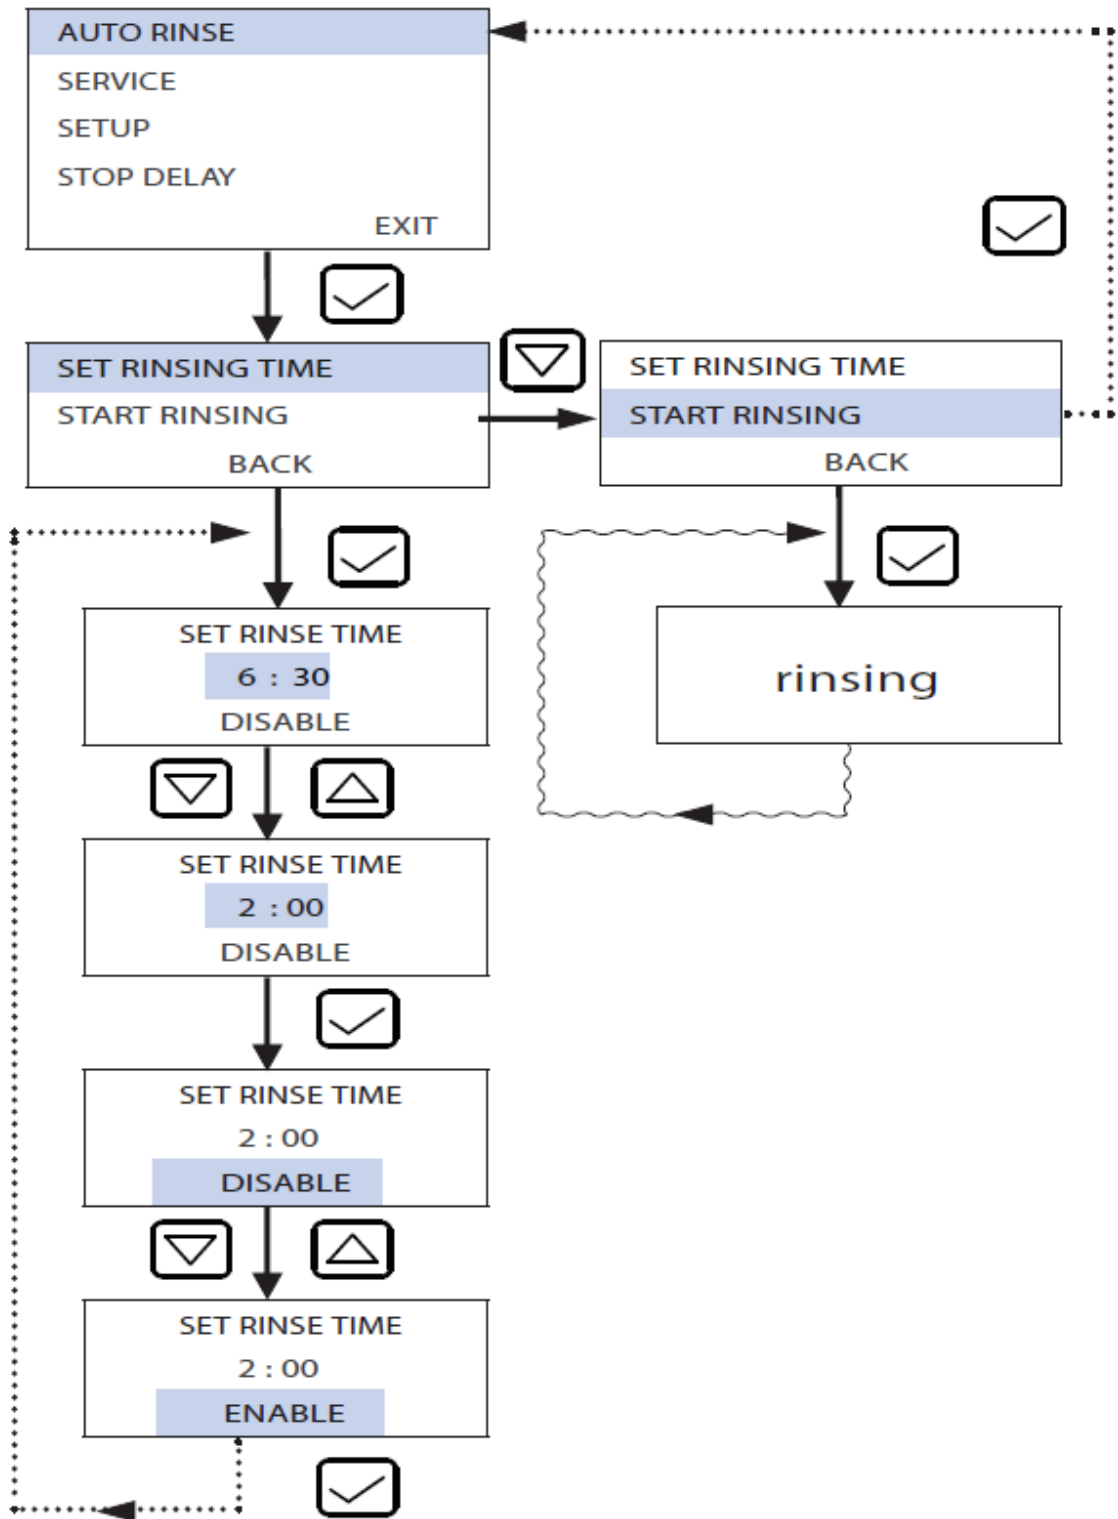 AUTO RINSE
SERVICE
SETUP
STOP DELAY
EXIT
SET RINSING TIME
START RINSING
BACK
SET RINSING TIME
START RINSING
BACK
SET RINSE TIME
6 : 30
DISABLE
rinsing
SET RINSE TIME
2 : 00
DISABLE
SET RINSE TIME
2 : 00
DISABLE
SET RINSE TIME
2 : 00
ENABLE